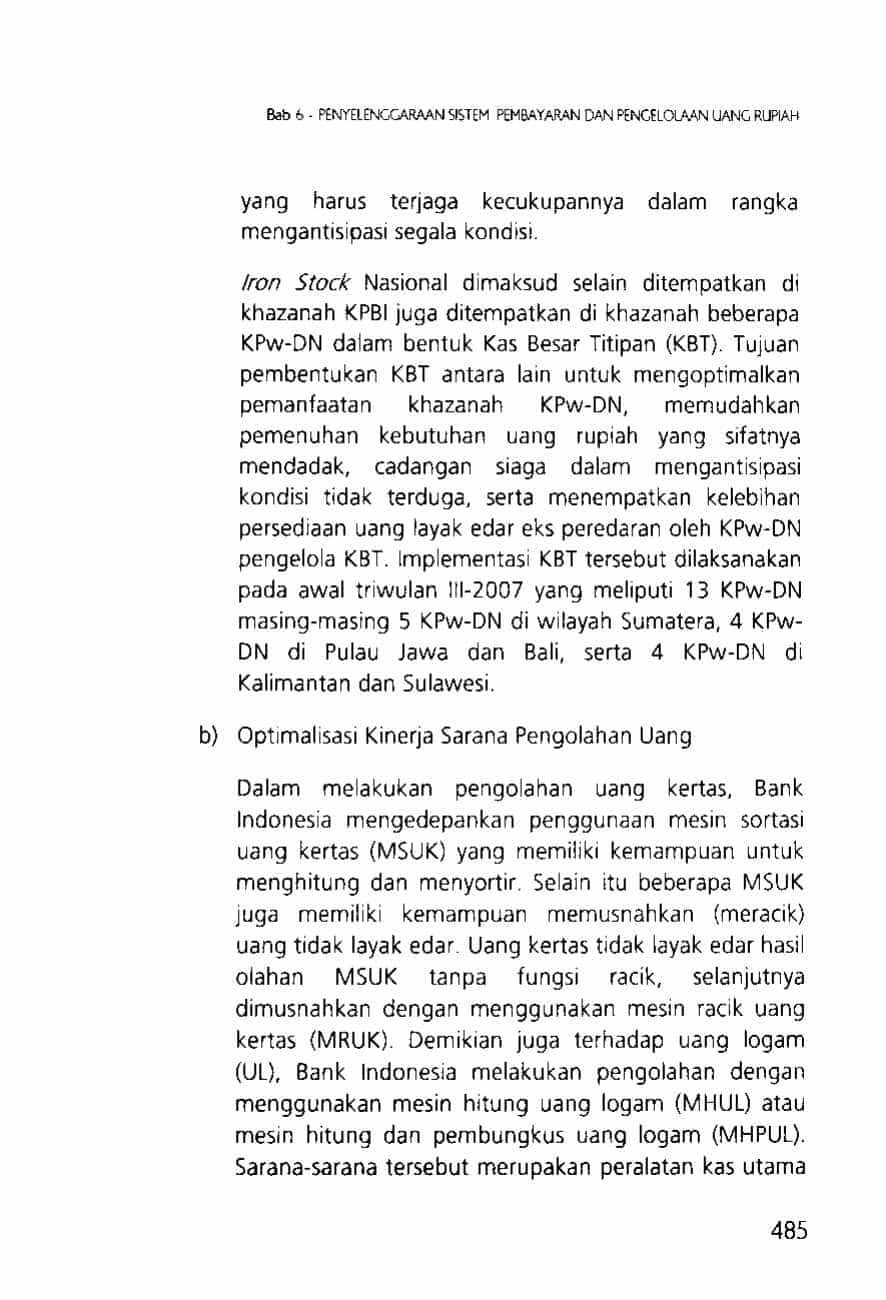 Bab 6 - PENYELENGGARAAN SISTEM PEMBAYARAN DAN PENGELOLAAN UANG RUPIAH
yang harus terjaga kecukupannya dalam rangka
mengantisipasi segala kondisi.
Iron Stock Nasional dimaksud selain ditempatkan di
khazanah KPBI juga ditempatkan di khazanah beberapa
KPw-DN dalam bentuk Kas Besar Titipan (KBT). Tujuan
pembentukan KBT antara lain untuk mengoptimalkan
pemanfaatan khazanah KPw-DN, memudahkan
pemenuhan kebutuhan uang rupiah yang sifatnya
mendadak, cadangan siaga dalam mengantisipasi
kondisi tidak terduga, serta menempatkan kelebihan
persediaan uang layak edar eks peredaran oleh KPw-DN
pengelola KBT. Implementasi KBT tersebut dilaksanakan
pada awal triwulan III-2007 yang meliputi 13 KPw-DN
masing-masing 5 KPw-DN di wilayah Sumatera, 4 KPw-
DN di Pulau Jawa dan Bali, serta 4 KPw-DN di
Kalimantan dan Sulawesi.
b) Optimalisasi Kinerja Sarana Pengolahan Uang
Dalam melakukan pengolahan uang kertas, Bank
Indonesia mengedepankan penggunaan mesin sortasi
uang kertas (MSUK) yang memiliki kemampuan untuk
menghitung dan menyortir. Selain itu beberapa MSUK
juga memiliki kemampuan memusnahkan (meracik)
uang tidak layak edar. Uang kertas tidak layak edar hasil
olahan MSUK tanpa fungsi racik, selanjutnya
dimusnahkan dengan menggunakan mesin racik uang
kertas (MRUK). Demikian juga terhadap uang logam
(UL), Bank Indonesia melakukan pengolahan dengan
menggunakan mesin hitung uang logam (MHUL) atau
mesin hitung dan pembungkus uang logam (MHPUL).
Sarana-sarana tersebut merupakan peralatan kas utama
485